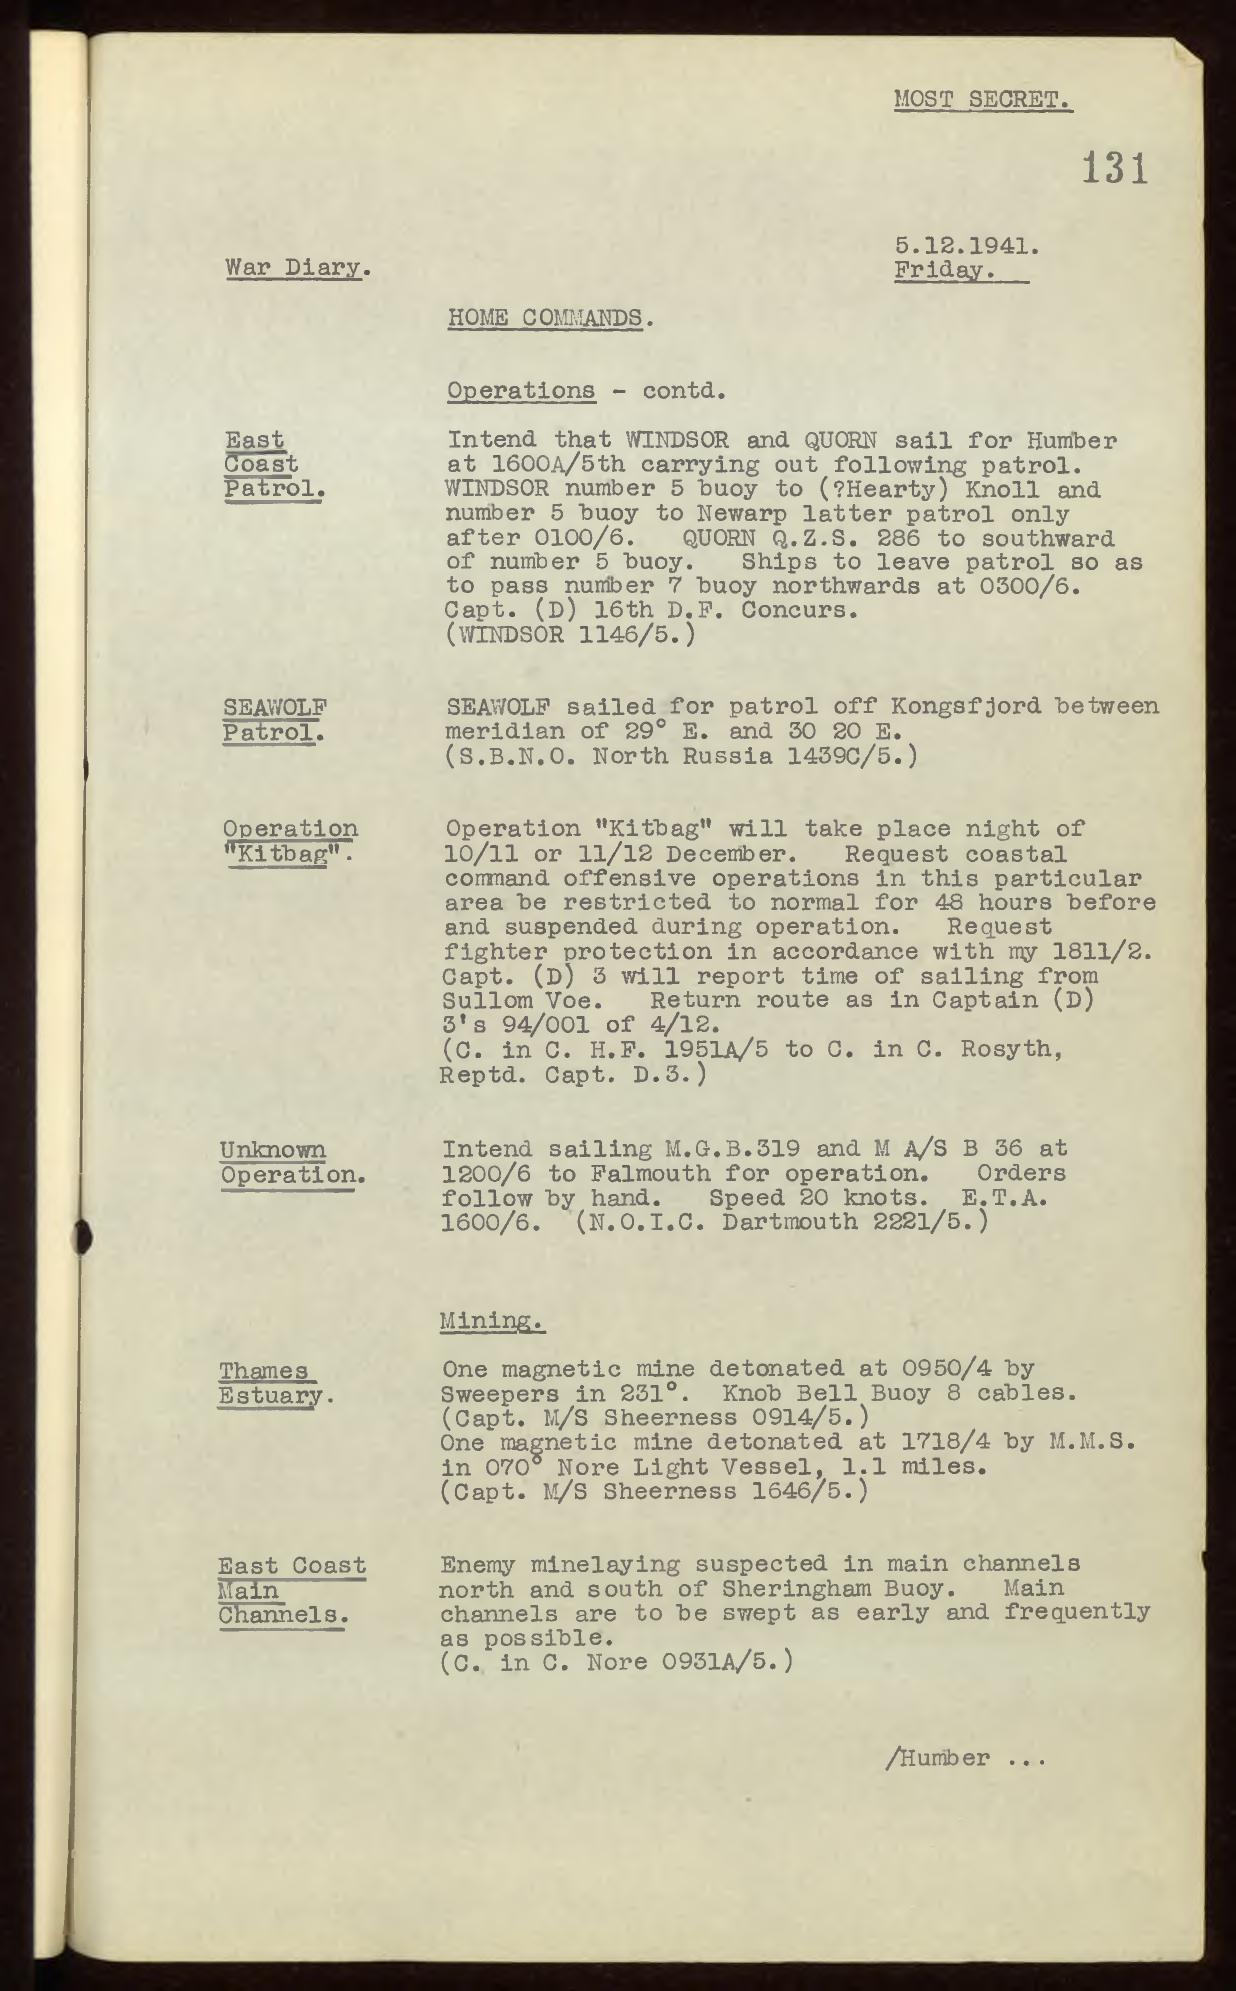 MOST SECRET.
131
5.12.1941.
War Diary.
Friday.
HOME COMMANDS.
Operations - contd.
East
Coast
Patrol.
Intend that WINDSOR and QUORN sail for Humber
at 1600A/5th carrying out following patrol.
WINDSOR number 5 buoy to (?Hearty) Knoll and
number 5 buoy to Newarp latter patrol only
after 0100/6. QUORN Q.Z.S. 286 to southward
of number 5 buoy. Ships to leave patrol so as
to pass number 7 buoy northwards at 0300/6.
Capt. (D) 16th D.F. Concurs.
(WINDSOR 1146/5.)
SEAWOLF
Patrol.
SEAWOLF sailed for patrol off Kongsfjord between
meridian of 29° E. and 30 20 E.
(S.B.N.O. North Russia 1439C/5.)
Operation
"Kitbag".
Operation "Kitbag" will take place night of
10/11 or 11/12 December. Request coastal
command offensive operations in this particular
area be restricted to normal for 48 hours before
and suspended during operation. Request
fighter protection in accordance with my 1811/2.
Capt. (D) 3 will report time of sailing from
Sullom Voe. Return route as in Captain (D)
3's 94/001 of 4/12.
(C. in C. H.F. 1951A/5 to C. in C. Rosyth,
Reptd. Capt. D.3.)
Unknown
Operation.
Intend sailing M.G.B.319 and M A/S B 36 at
1200/6 to Falmouth for operation. Orders
follow by hand. Speed 20 knots. E.T.A.
1600/6. (N.O.I.C. Dartmouth 2221/5.)
Mining.
Thames
Estuary.
One magnetic mine detonated at 0950/4 by
Sweepers in 231°. Knob Bell Buoy 8 cables.
(Capt. M/S Sheerness 0914/5.)
One magnetic mine detonated at 1718/4 by M.M.S.
in 070° Nore Light Vessel, 1.1 miles.
(Capt. M/S Sheerness 1646/5.)
East Coast
Main
Channels.
Enemy minelaying suspected in main channels
north and south of Sheringham Buoy. Main
channels are to be swept as early and frequently
as possible.
(C. in C. Nore 0931A/5.)
/Humber ...